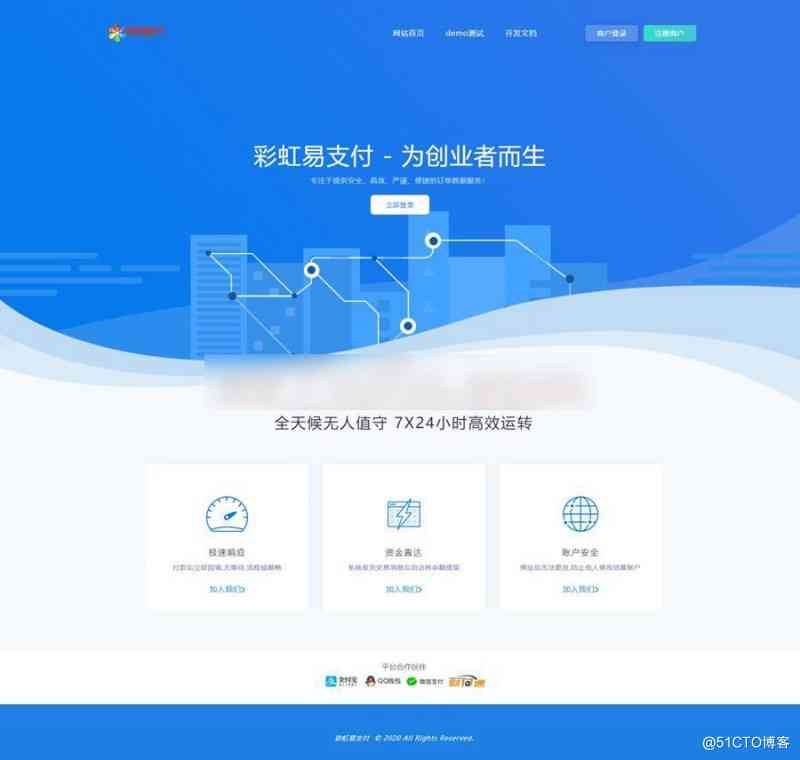 网站首页 demo测试 开发文档 商户登录 注册商户
彩虹易支付 - 为创业者而生
专注于提供安全、高效、严谨、便捷的订单数据服务!
立即登录
全天候无人值守 7X24小时高效运转
极速响应
资金直达
账户安全
加入我们
加入我们
加入我们
平台合作伙伴
支付宝 QQ钱包 微信支付 财付通
彩虹易支付 © 2020 All Rights Reserved.
@51CTO博客